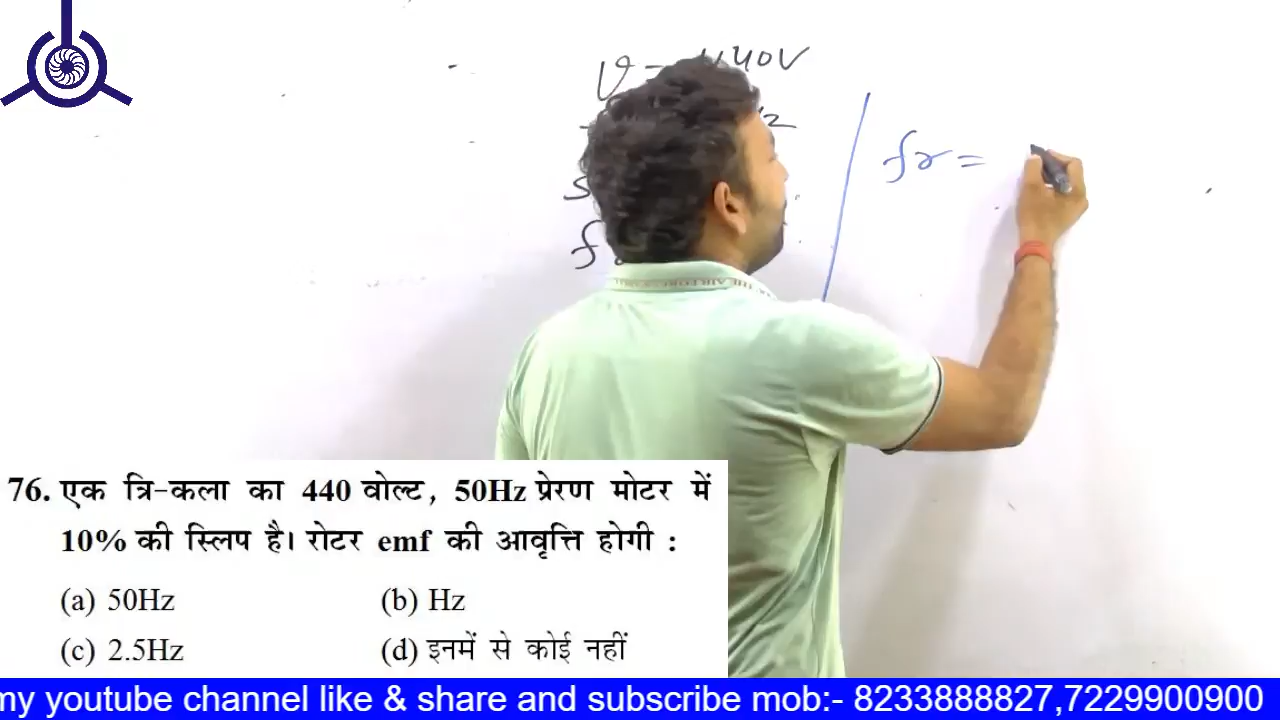 fr =
76. एक त्रि-कला का 440 वोल्ट, 50Hz प्रेरण मोटर में
10% की स्लिप है। रोटर emf की आवृत्ति होगी :
(a) 50Hz (b) Hz
(c) 2.5Hz (d) इनमें से कोई नहीं
my youtube channel like & share and subscribe mob:- 8233888827,7229900900